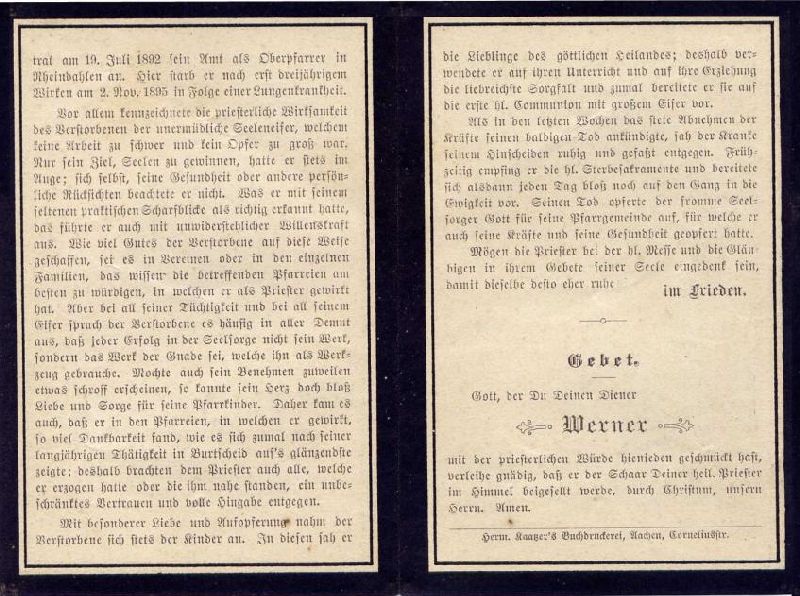 trat am 19. Juli 1892 sein Amt als Oberpfarrer in
Rheindahlen an. Hier starb er nach erst dreijährigem
Wirken am 2. Nov. 1895 in Folge einer Lungenkrankheit.
Vor allem kennzeichnete die priesterliche Wirksamkeit
des Verstorbenen der unermüdliche Seeleneifer, welchem
keine Arbeit zu schwer und kein Opfer zu groß war.
Nur sein Ziel, Seelen zu gewinnen, hatte er stets im
Auge; sich selbst, seine Gesundheit oder andere persön-
liche Rücksichten beachtete er nicht. Was er mit seinem
seltenen praktischen Scharfblicke als richtig erkannt hatte,
das führte er auch mit unwiderstehlicher Willenskraft
aus. Wie viel Gutes der Verstorbene auf diese Weise
geschaffen, sei es in Vereinen oder in den einzelnen
Familien, das wissen die betreffenden Pfarreien am
besten zu würdigen, in welchen er als Priester gewirkt
hat. Aber bei all seiner Tüchtigkeit und bei all seinem
Eifer sprach der Verstorbene es häufig in aller Demut
aus, daß jeder Erfolg in der Seelsorge nicht sein Werk,
sondern das Werk der Gnade sei, welche ihn als Werk-
zeug gebrauche. Mochte auch sein Benehmen zuweilen
etwas schroff erscheinen, so kannte sein Herz doch bloß
Liebe und Sorge für seine Pfarrkinder. Daher kam es
auch, daß er in den Pfarreien, in welchen er gewirkt,
so viel Dankbarkeit fand, wie es sich zumal nach seiner
langjährigen Thätigkeit in Burtscheid auf's glänzendste
zeigte; deshalb brachten dem Priester auch alle, welche
er erzogen hatte oder die ihm nahe standen, ein unbe-
schränktes Vertrauen und volle Hingabe entgegen.
Mit besonderer Liebe und Aufopferung nahm der
Verstorbene sich stets der Kinder an. In diesen sah er
die Lieblinge des göttlichen Heilandes; deshalb ver-
wendete er auf ihren Unterricht und auf ihre Erziehung
die liebreichste Sorgfalt und zumal bereitete er sie auf
die erste hl. Communion mit großem Eifer vor.
Als in den letzten Wochen das stete Abnehmen der
Kräfte seinen baldigen Tod ankündigte, sah der Kranke
seinem Hinscheiden ruhig und gefaßt entgegen. Früh-
zeitig empfing er die hl. Sterbesakramente und bereitete
sich alsdann jeden Tag bloß noch auf den Gang in die
Ewigkeit vor. Seinen Tod opferte der fromme Seel-
sorger Gott für seine Pfarrgemeinde auf, für welche er
auch seine Kräfte und seine Gesundheit geopfert hatte.
Mögen die Priester bei der hl. Messe und die Gläu-
bigen in ihrem Gebete seiner Seele eingedenk sein,
damit dieselbe desto eher ruhe im Frieden.
Gebet.
Gott, der Du Deinen Diener
Werner
mit der priesterlichen Würde hienieden geschmückt hast,
verleihe gnädig, daß er der Schaar Deiner heil. Priester
im Himmel beigesellt werde, durch Christum, unsern
Herrn. Amen.
Herm. Kaatzer's Buchdruckerei, Aachen, Corneliusstr.